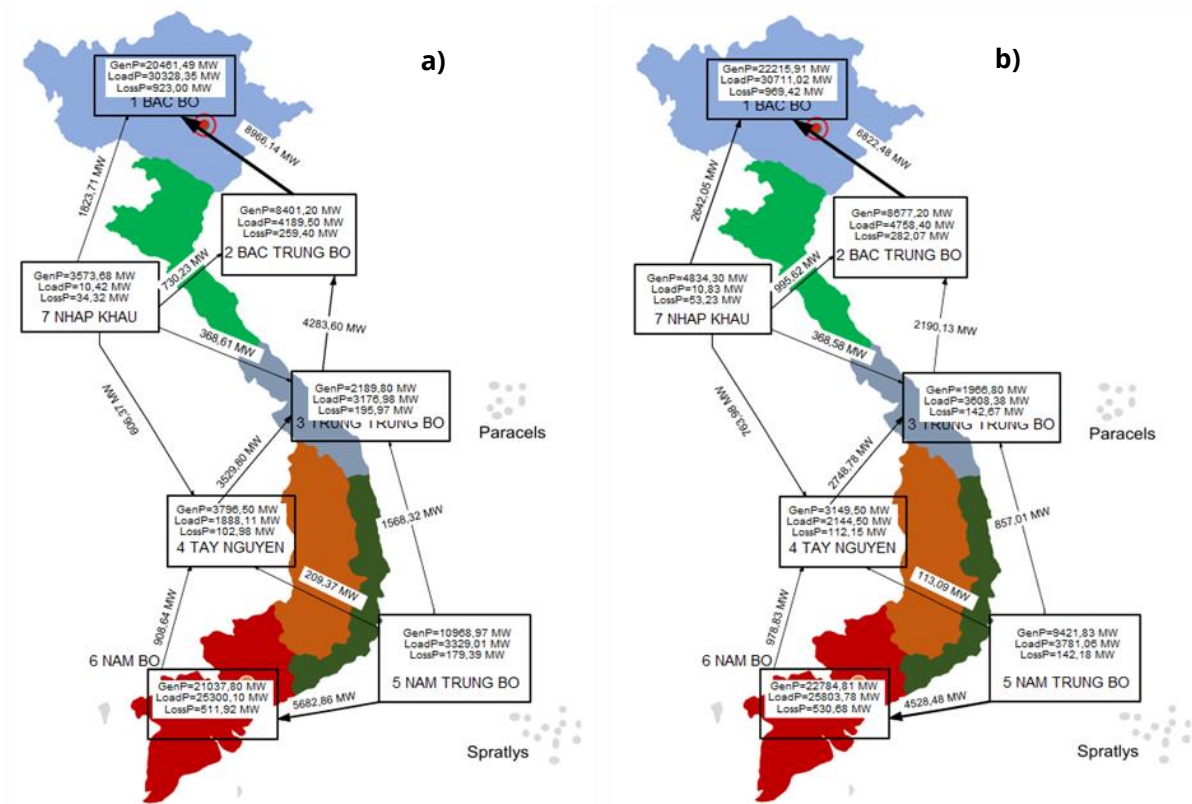 a)
GenP=20461,49 MW
LoadP=30328,35 MW
LossP=923,00 MW
1 BAC BO
8966,14 MW
1823,71 MW
GenP=8401,20 MW
LoadP=4189,50 MW
LossP=259,40 MW
2 BAC TRUNG BO
730,23 MW
GenP=3573,68 MW
LoadP=10,42 MW
LossP=34,32 MW
7 NHAP KHAU
4283,60 MW
368,61 MW
606,37 MW
GenP=2189,80 MW
LoadP=3176,98 MW
LossP=195,97 MW
3 TRUNG TRUNG BO
Paracels
3529,80 MW
GenP=3796,50 MW
LoadP=1888,11 MW
LossP=102,98 MW
4 TAY NGUYEN
1568,32 MW
209,37 MW
908,64 MW
GenP=10968,97 MW
LoadP=3329,01 MW
LossP=179,39 MW
5 NAM TRUNG BO
6 NAM BO
GenP=21037,80 MW
LoadP=25300,10 MW
LossP=511,92 MW
5682,86 MW
Spratlys
b)
GenP=22215,91 MW
LoadP=30711,02 MW
LossP=969,42 MW
1 BAC BO
6822,48 MW
2642,05 MW
GenP=8677,20 MW
LoadP=4758,40 MW
LossP=282,07 MW
2 BAC TRUNG BO
995,62 MW
GenP=4834,30 MW
LoadP=10,83 MW
LossP=53,23 MW
7 NHAP KHAU
2190,13 MW
368,58 MW
763,98 MW
GenP=1966,80 MW
LoadP=3608,38 MW
LossP=142,67 MW
3 TRUNG TRUNG BO
Paracels
2748,78 MW
GenP=3149,50 MW
LoadP=2144,50 MW
LossP=112,15 MW
4 TAY NGUYEN
857,01 MW
113,09 MW
978,83 MW
GenP=9421,83 MW
LoadP=3781,06 MW
LossP=142,18 MW
5 NAM TRUNG BO
6 NAM BO
GenP=22784,81 MW
LoadP=25803,78 MW
LossP=530,68 MW
4528,48 MW
Spratlys